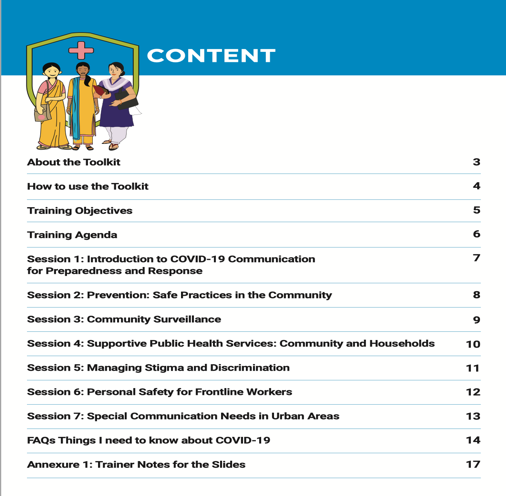 CONTENT
About the Toolkit 3
How to use the Toolkit 4
Training Objectives 5
Training Agenda 6
Session 1: Introduction to COVID-19 Communication 7
for Preparedness and Response
Session 2: Prevention: Safe Practices in the Community 8
Session 3: Community Surveillance 9
Session 4: Supportive Public Health Services: Community and Households 10
Session 5: Managing Stigma and Discrimination 11
Session 6: Personal Safety for Frontline Workers 12
Session 7: Special Communication Needs in Urban Areas 13
FAQs Things I need to know about COVID-19 14
Annexure 1: Trainer Notes for the Slides 17